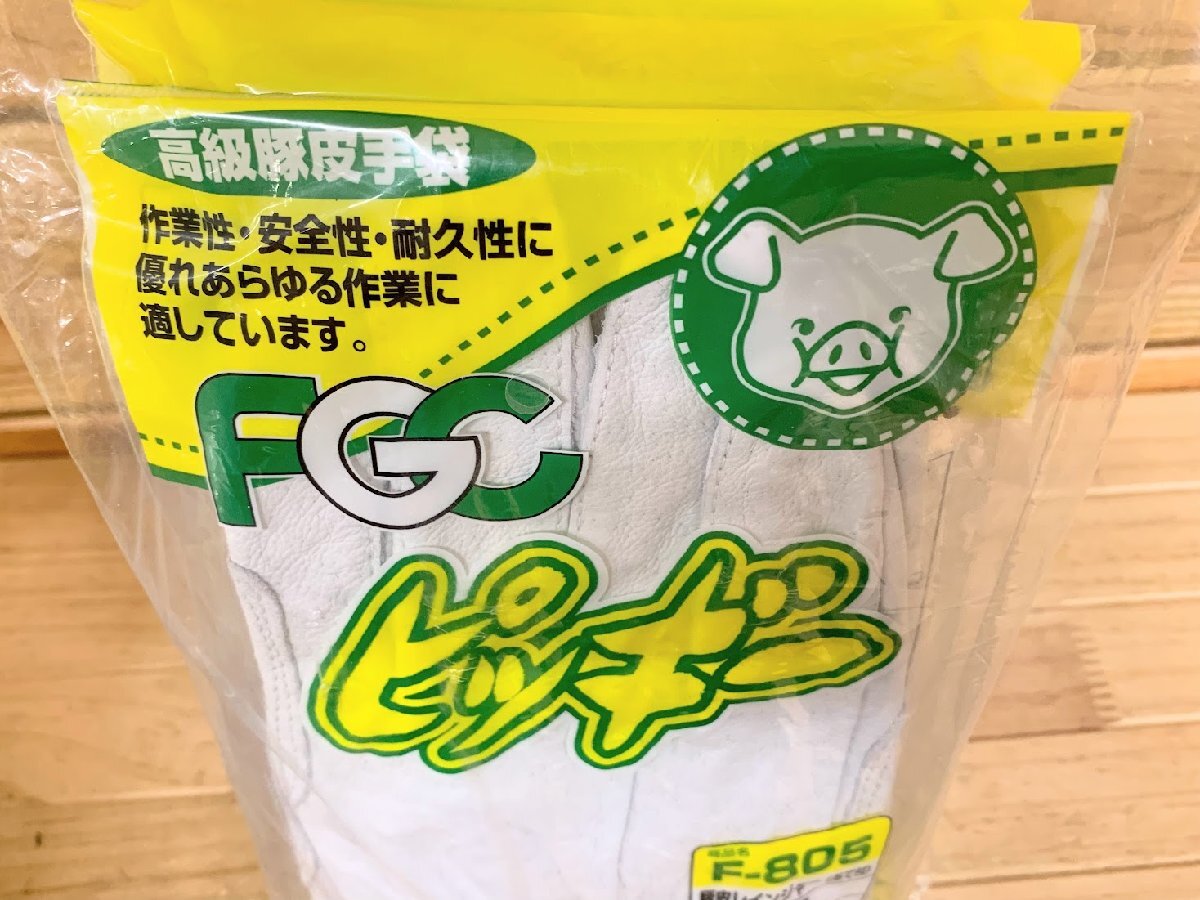 高級豚皮手袋
作業性・安全性・耐久性に
優れあらゆる作業に
適しています。
FGC
ピッギー
F-805